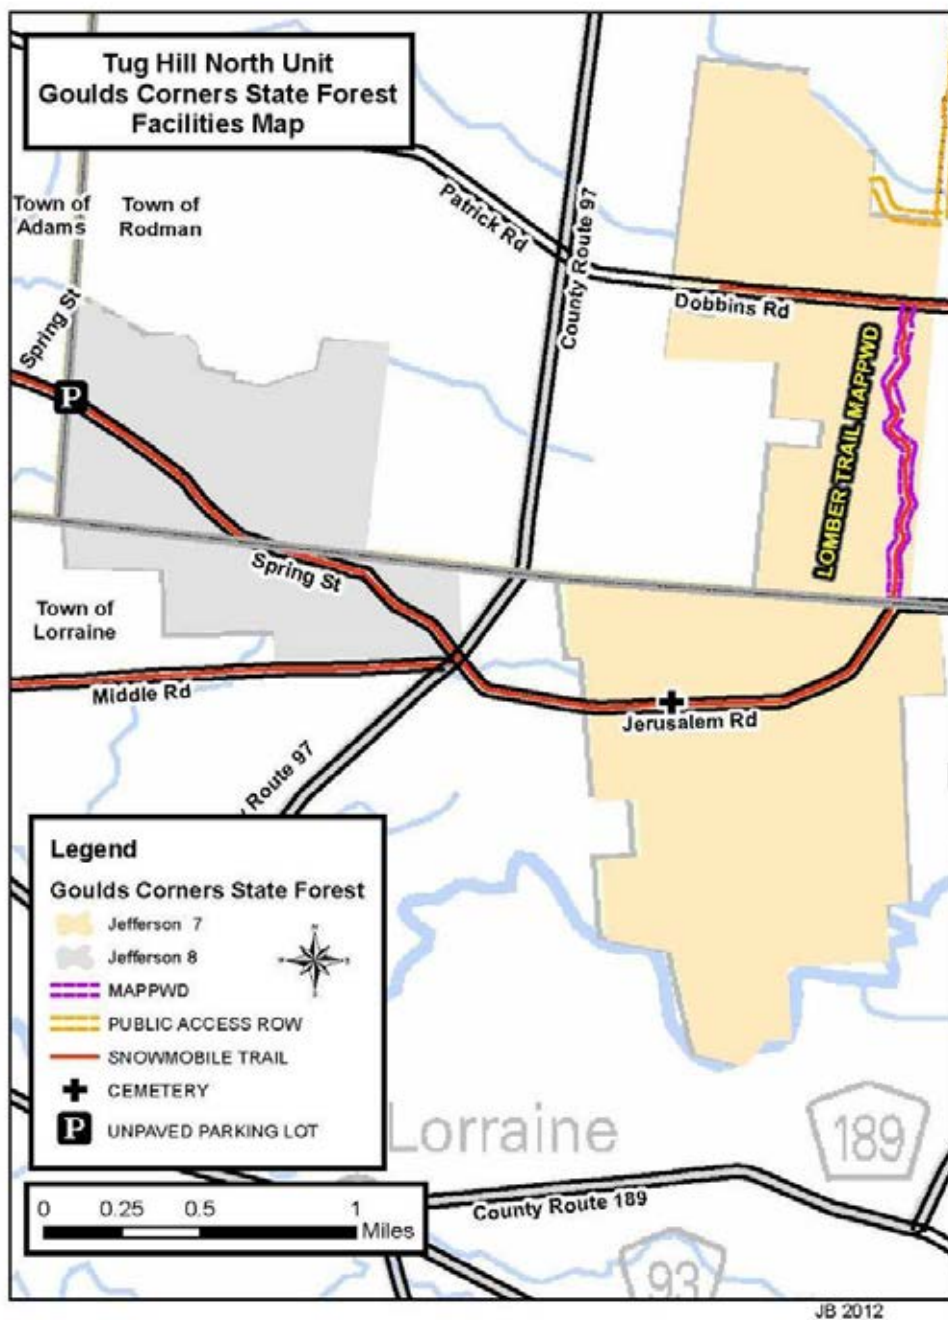 Tug Hill North Unit
Goulds Corners State Forest
Facilities Map
Town of
Adams
Town of
Rodman
Patrick Rd
County Route 97
Spring St
Dobbins Rd
LOMBER TRAIL MAPPWD
Spring St
Town of
Lorraine
Middle Rd
Jerusalem Rd
Route 97
Legend
Goulds Corners State Forest
Jefferson 7
Jefferson 8
MAPPWD
PUBLIC ACCESS ROW
SNOWMOBILE TRAIL
CEMETERY
P UNPAVED PARKING LOT
P
Lorraine
189
County Route 189
93
0 0.25 0.5 1
Miles
JB 2012